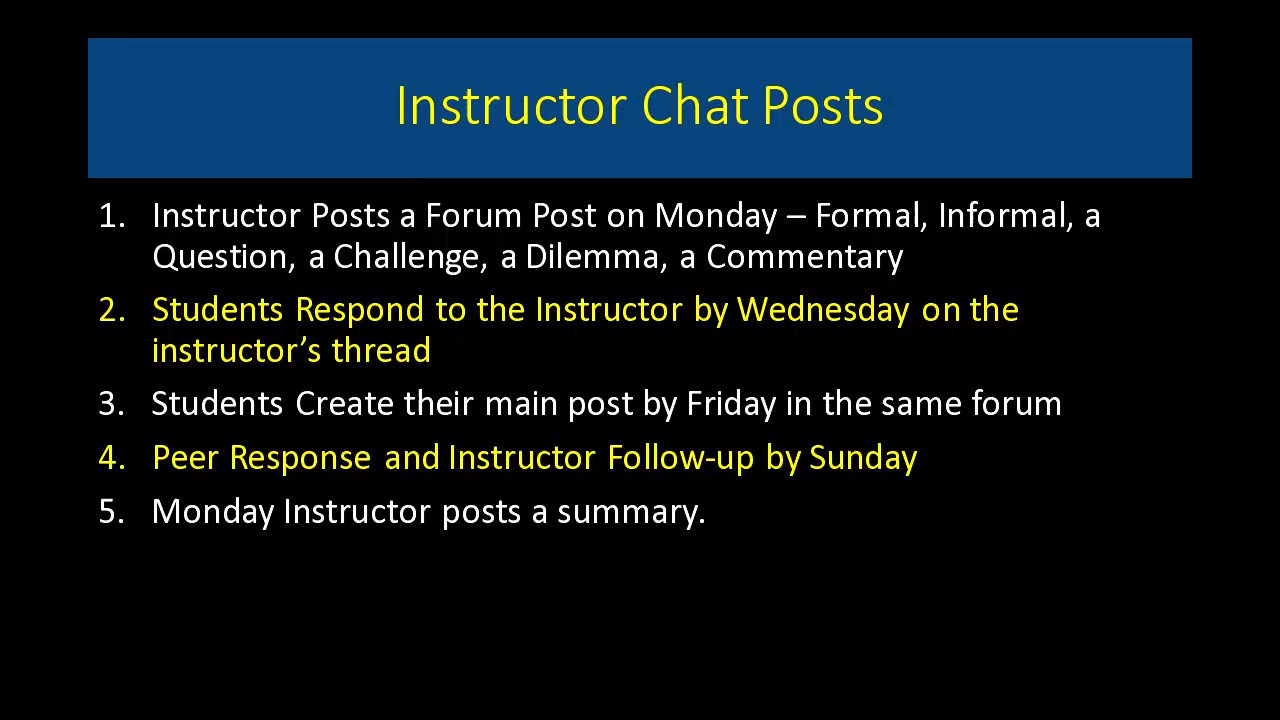 Instructor Chat Posts
1. Instructor Posts a Forum Post on Monday – Formal, Informal, a
Question, a Challenge, a Dilemma, a Commentary
2. Students Respond to the Instructor by Wednesday on the
instructor’s thread
3. Students Create their main post by Friday in the same forum
4. Peer Response and Instructor Follow-up by Sunday
5. Monday Instructor posts a summary.